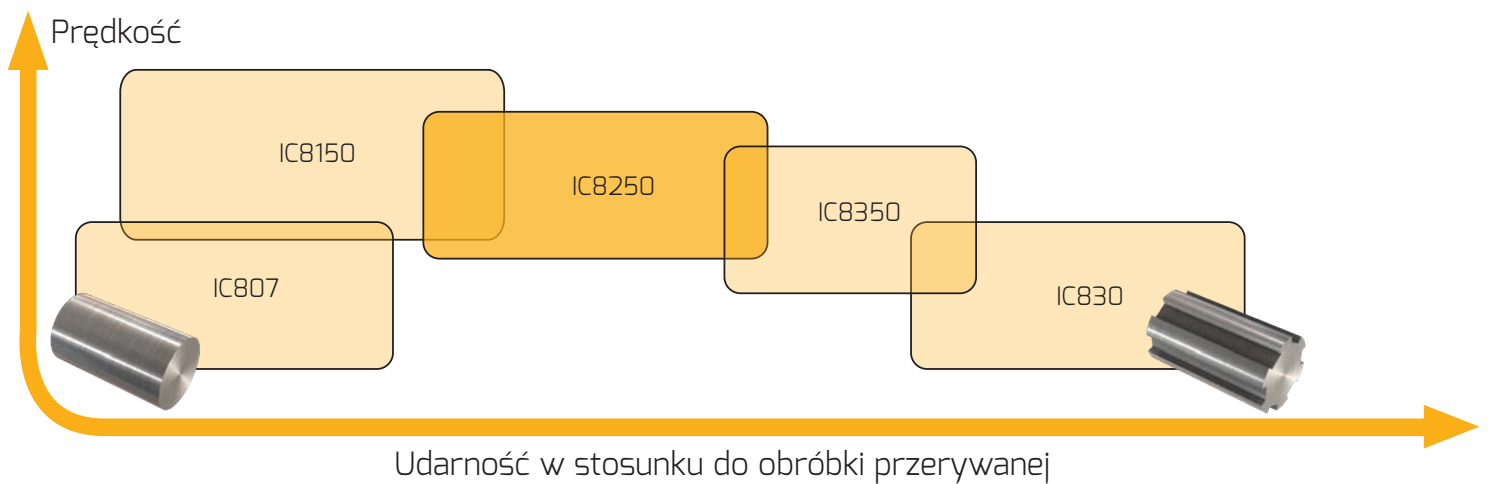 Prędkość
IC8150
IC8250
IC8350
IC807
IC830
Udarność w stosunku do obróbki przerywanej